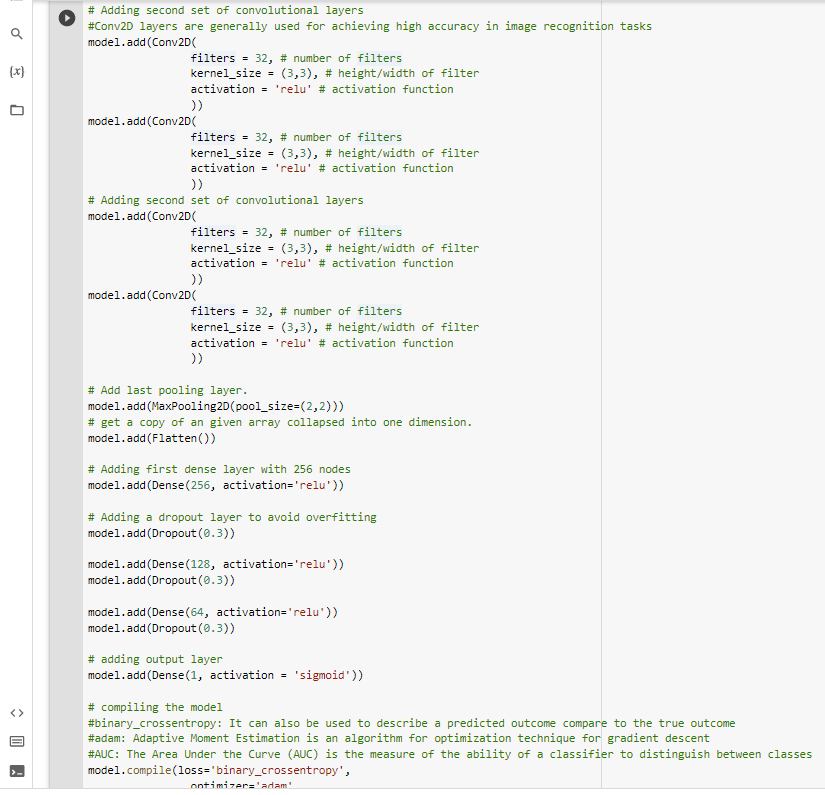 # Adding second set of convolutional layers
#Conv2D layers are generally used for achieving high accuracy in image recognition tasks
model.add(Conv2D(
filters = 32, # number of filters
kernel_size = (3,3), # height/width of filter
activation = 'relu' # activation function
))
model.add(Conv2D(
filters = 32, # number of filters
kernel_size = (3,3), # height/width of filter
activation = 'relu' # activation function
))
# Adding second set of convolutional layers
model.add(Conv2D(
filters = 32, # number of filters
kernel_size = (3,3), # height/width of filter
activation = 'relu' # activation function
))
model.add(Conv2D(
filters = 32, # number of filters
kernel_size = (3,3), # height/width of filter
activation = 'relu' # activation function
))
# Add last pooling layer.
model.add(MaxPooling2D(pool_size=(2,2)))
# get a copy of an given array collapsed into one dimension.
model.add(Flatten())
# Adding first dense layer with 256 nodes
model.add(Dense(256, activation='relu'))
# Adding a dropout layer to avoid overfitting
model.add(Dropout(0.3))
model.add(Dense(128, activation='relu'))
model.add(Dropout(0.3))
model.add(Dense(64, activation='relu'))
model.add(Dropout(0.3))
# adding output layer
model.add(Dense(1, activation = 'sigmoid'))
# compiling the model
#binary_crossentropy: It can also be used to describe a predicted outcome compare to the true outcome
#adam: Adaptive Moment Estimation is an algorithm for optimization technique for gradient descent
#AUC: The Area Under the Curve (AUC) is the measure of the ability of a classifier to distinguish between classes
model.compile(loss='binary_crossentropy',
optimizer='adam'